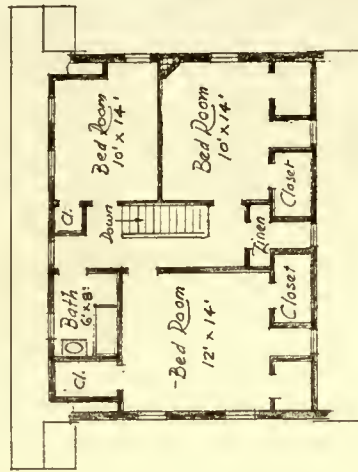 Bed Room
10' x 14'
Bed Room
10' x 14'
Cl.
Down
Closet
Linen
Bath
6' x 8'
Closet
Cl.
Bed Room
12' x 14'